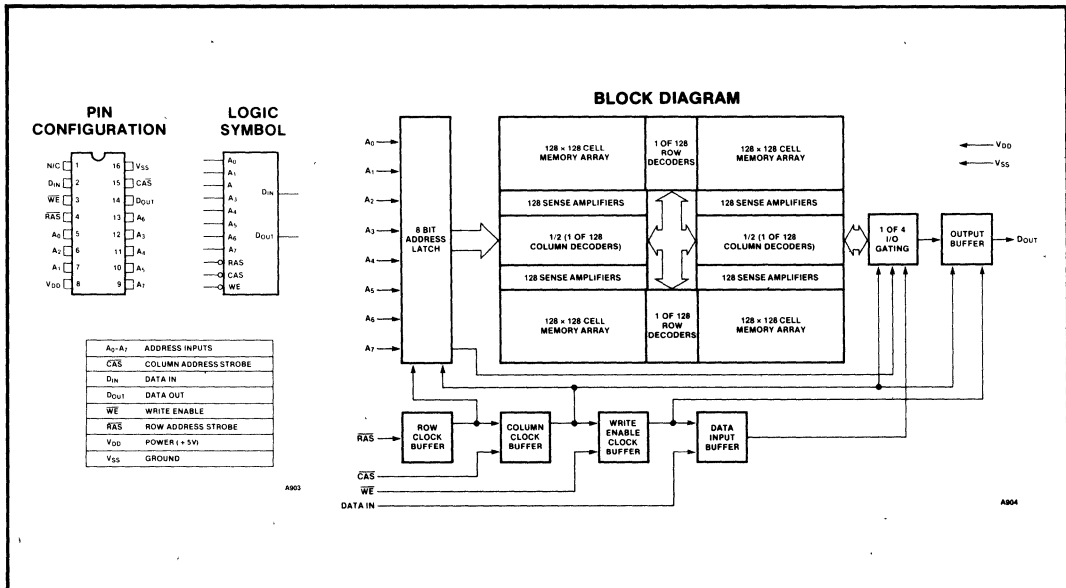 PIN
CONFIGURATION
N/C 1 16 VSS
DIN 2 15 CAS
WE 3 14 DOUT
RAS 4 13 A6
A0 5 12 A3
A2 6 11 A4
A1 7 10 A5
VDD 8 9 A7
LOGIC
SYMBOL
A0
A1
A
A3
A4
A5
A6
A7
RAS
CAS
WE
DIN
DOUT
A0-A7 ADDRESS INPUTS
CAS COLUMN ADDRESS STROBE
DIN DATA IN
DOUT DATA OUT
WE WRITE ENABLE
RAS ROW ADDRESS STROBE
VDD POWER (+5V)
VSS GROUND
A903
BLOCK DIAGRAM
A0
A1
A2
A3
A4
A5
A6
A7
8 BIT
ADDRESS
LATCH
128 × 128 CELL
MEMORY ARRAY
1 OF 128
ROW
DECODERS
128 × 128 CELL
MEMORY ARRAY
128 SENSE AMPLIFIERS
128 SENSE AMPLIFIERS
1/2 (1 OF 128
COLUMN DECODERS)
1/2 (1 OF 128
COLUMN DECODERS)
128 SENSE AMPLIFIERS
128 SENSE AMPLIFIERS
128 × 128 CELL
MEMORY ARRAY
1 OF 128
ROW
DECODERS
128 × 128 CELL
MEMORY ARRAY
VDD
VSS
1 OF 4
I/O
GATING
OUTPUT
BUFFER
DOUT
RAS
ROW
CLOCK
BUFFER
COLUMN
CLOCK
BUFFER
WRITE
ENABLE
CLOCK
BUFFER
DATA
INPUT
BUFFER
CAS
WE
DATA IN
A904